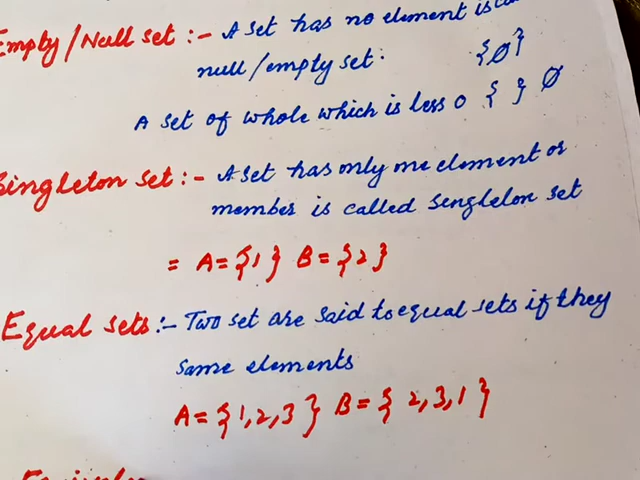 Empty/Null set :- A set has no element is
null/empty set. {∅}
A set of whole which is less 0 { } ∅
Singleton set :- A set has only one element or
member is called sengleton set
= A = {1} B = {2}
Equal sets :- Two set are said to equal sets if they
same elements
A = {1,2,3} B = {2,3,1}